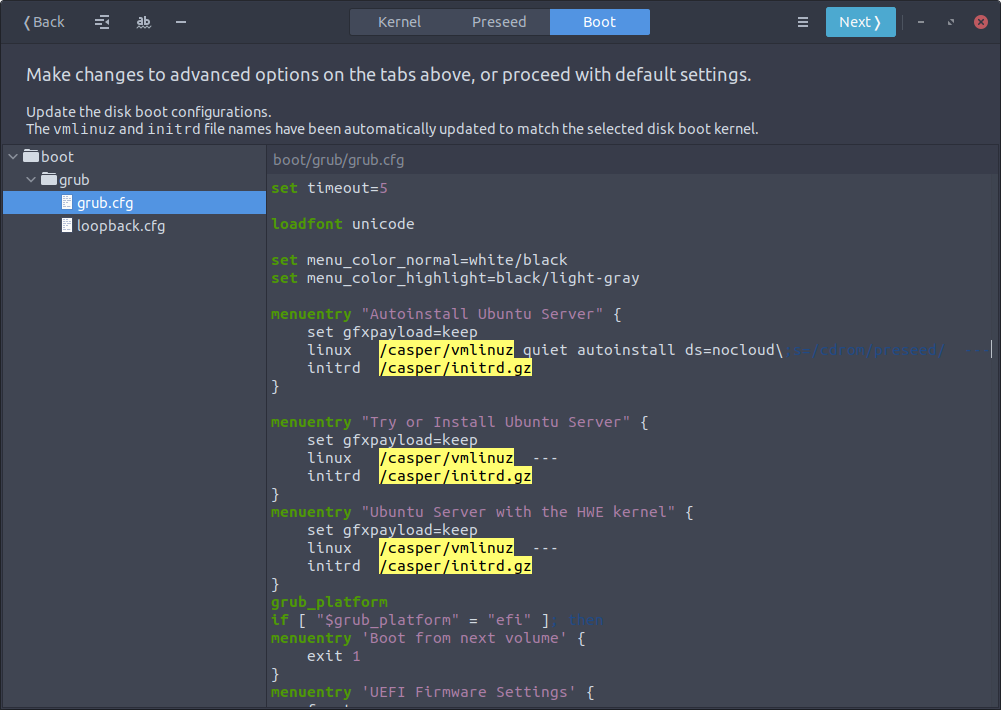 Back
Kernel Preseed Boot
Next
Make changes to advanced options on the tabs above, or proceed with default settings.
Update the disk boot configurations.
The vmlinuz and initrd file names have been automatically updated to match the selected disk boot kernel.
boot
grub
grub.cfg
loopback.cfg
boot/grub/grub.cfg
set timeout=5
loadfont unicode
set menu_color_normal=white/black
set menu_color_highlight=black/light-gray
menuentry "Autoinstall Ubuntu Server" {
set gfxpayload=keep
linux /casper/vmlinuz quiet autoinstall ds=nocloud\ ---
initrd /casper/initrd.gz
}
menuentry "Try or Install Ubuntu Server" {
set gfxpayload=keep
linux /casper/vmlinuz ---
initrd /casper/initrd.gz
}
menuentry "Ubuntu Server with the HWE kernel" {
set gfxpayload=keep
linux /casper/vmlinuz ---
initrd /casper/initrd.gz
}
grub_platform
if [ "$grub_platform" = "efi" ]; then
menuentry 'Boot from next volume' {
exit 1
}
menuentry 'UEFI Firmware Settings' {